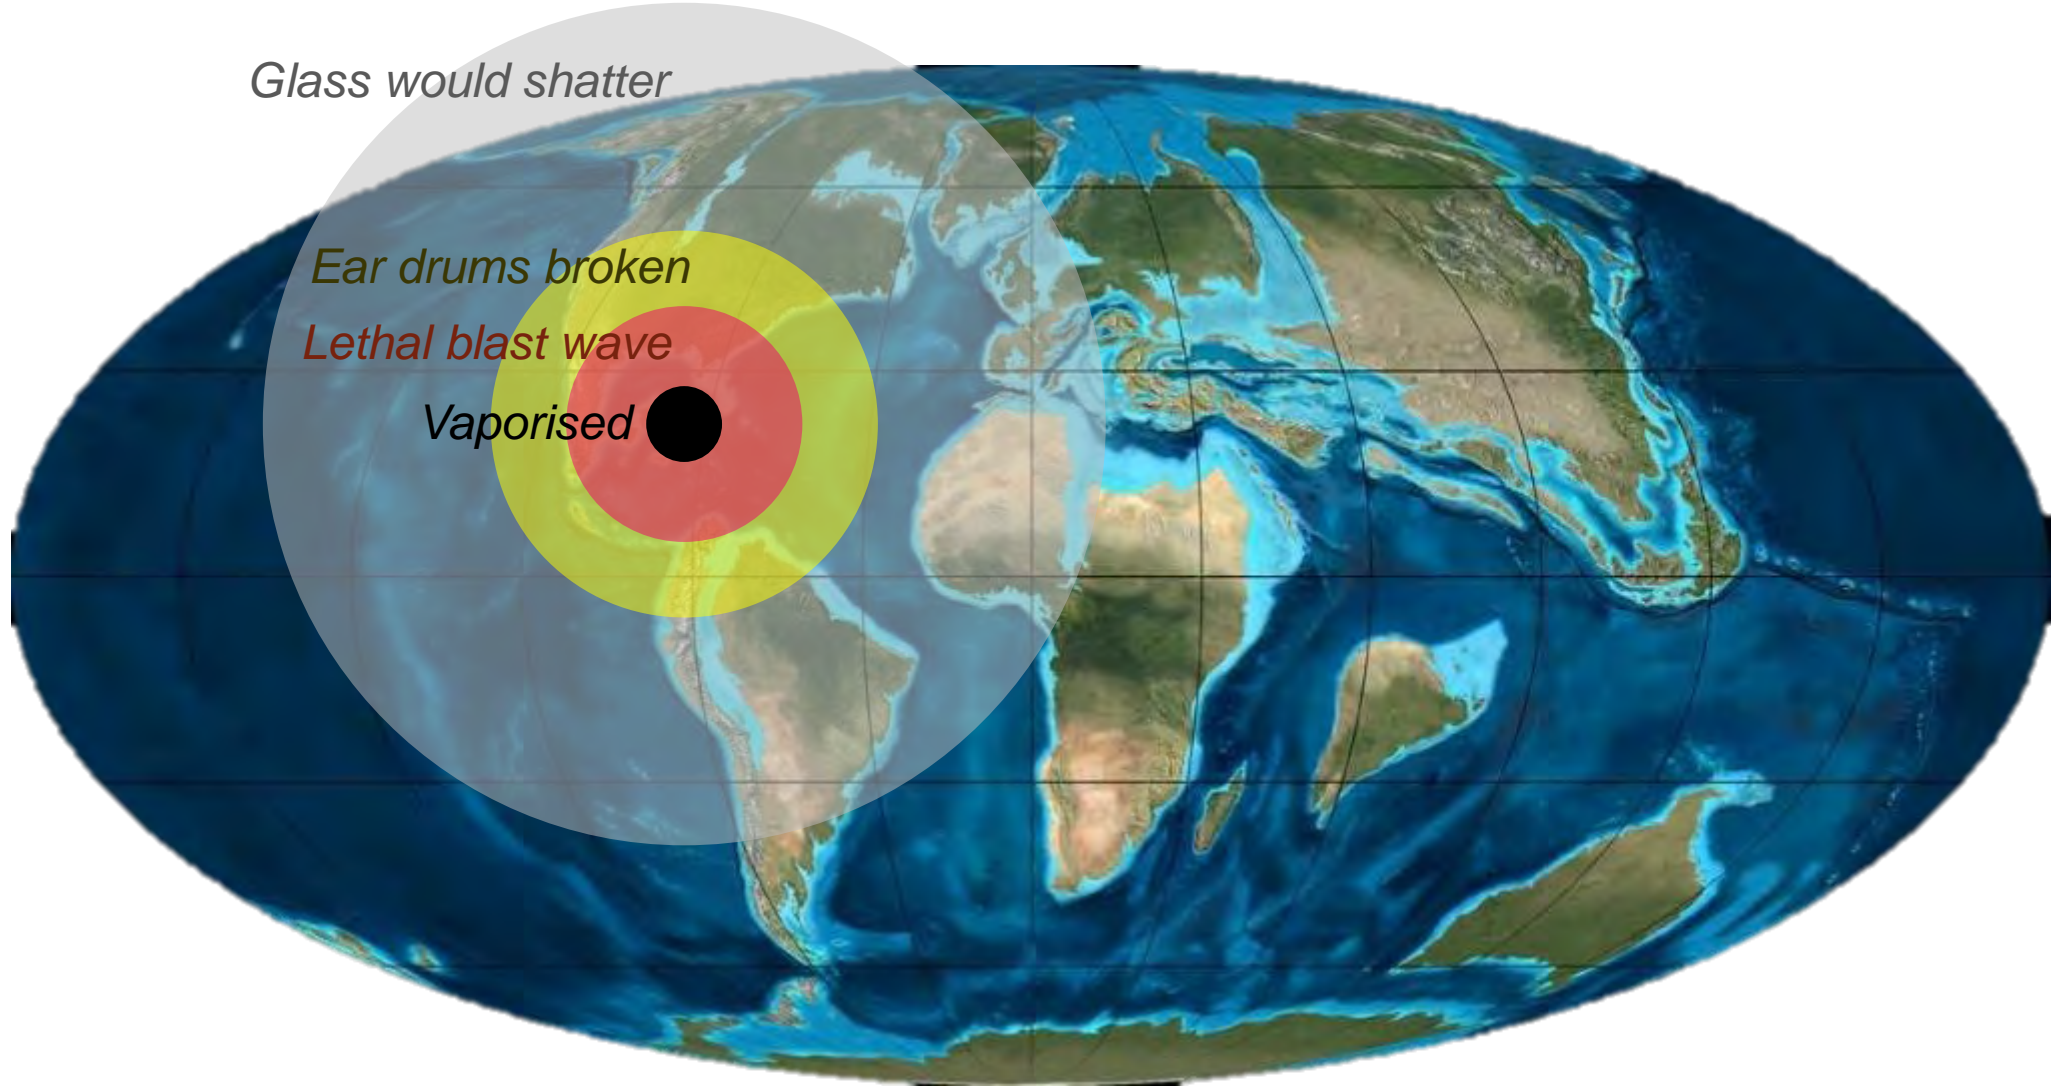 Glass would shatter
Ear drums broken
Lethal blast wave
Vaporised